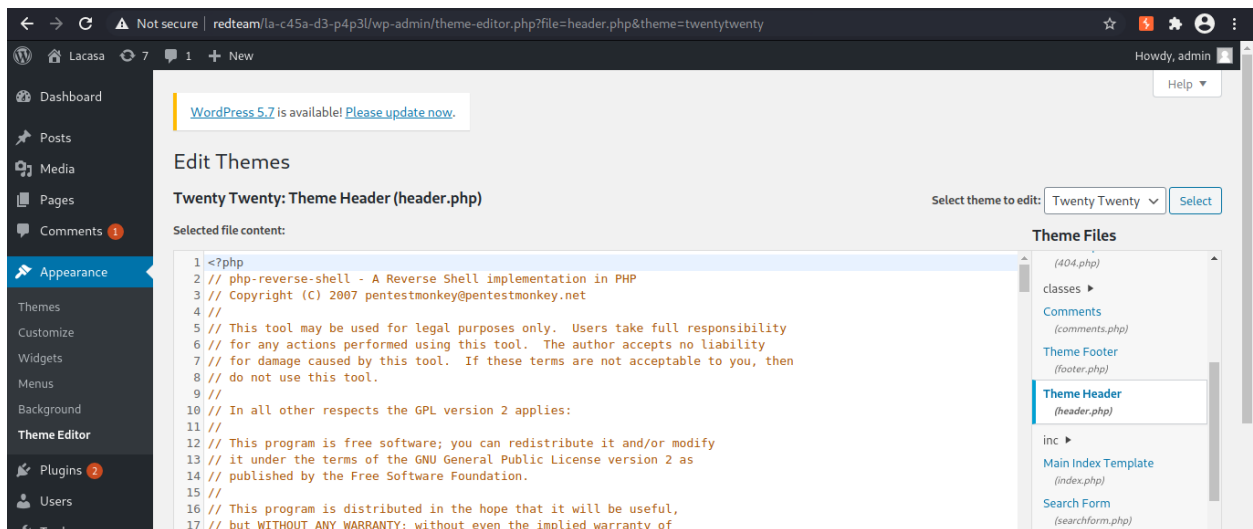 Not secure | redteam/la-c45a-d3-p4p3l/wp-admin/theme-editor.php?file=header.php&theme=twentytwenty
Lacasa 7 1 + New Howdy, admin
Dashboard
Posts
Media
Pages
Comments 1
Appearance
Themes
Customize
Widgets
Menus
Background
Theme Editor
Plugins 2
Users
Help
WordPress 5.7 is available! Please update now.
Edit Themes
Twenty Twenty: Theme Header (header.php)
Select theme to edit: Twenty Twenty Select
Selected file content:
1 <?php
2 // php-reverse-shell - A Reverse Shell implementation in PHP
3 // Copyright (C) 2007 pentestmonkey@pentestmonkey.net
4 //
5 // This tool may be used for legal purposes only.  Users take full responsibility
6 // for any actions performed using this tool.  The author accepts no liability
7 // for damage caused by this tool.  If these terms are not acceptable to you, then
8 // do not use this tool.
9 //
10 // In all other respects the GPL version 2 applies:
11 //
12 // This program is free software; you can redistribute it and/or modify
13 // it under the terms of the GNU General Public License version 2 as
14 // published by the Free Software Foundation.
15 //
16 // This program is distributed in the hope that it will be useful,
17 // but WITHOUT ANY WARRANTY; without even the implied warranty of
Theme Files
(404.php)
classes
Comments
(comments.php)
Theme Footer
(footer.php)
Theme Header
(header.php)
inc
Main Index Template
(index.php)
Search Form
(searchform.php)